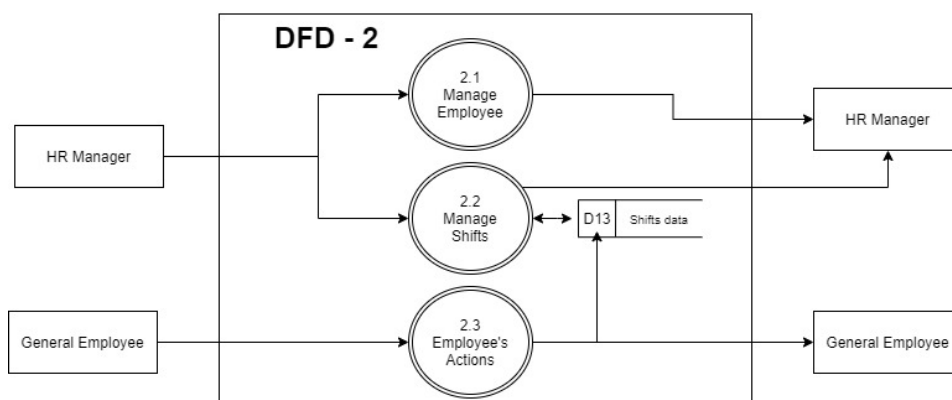 DFD - 2
2.1
Manage
Employee
HR Manager
HR Manager
2.2
Manage
Shifts
D13
Shifts data
2.3
Employee's
Actions
General Employee
General Employee